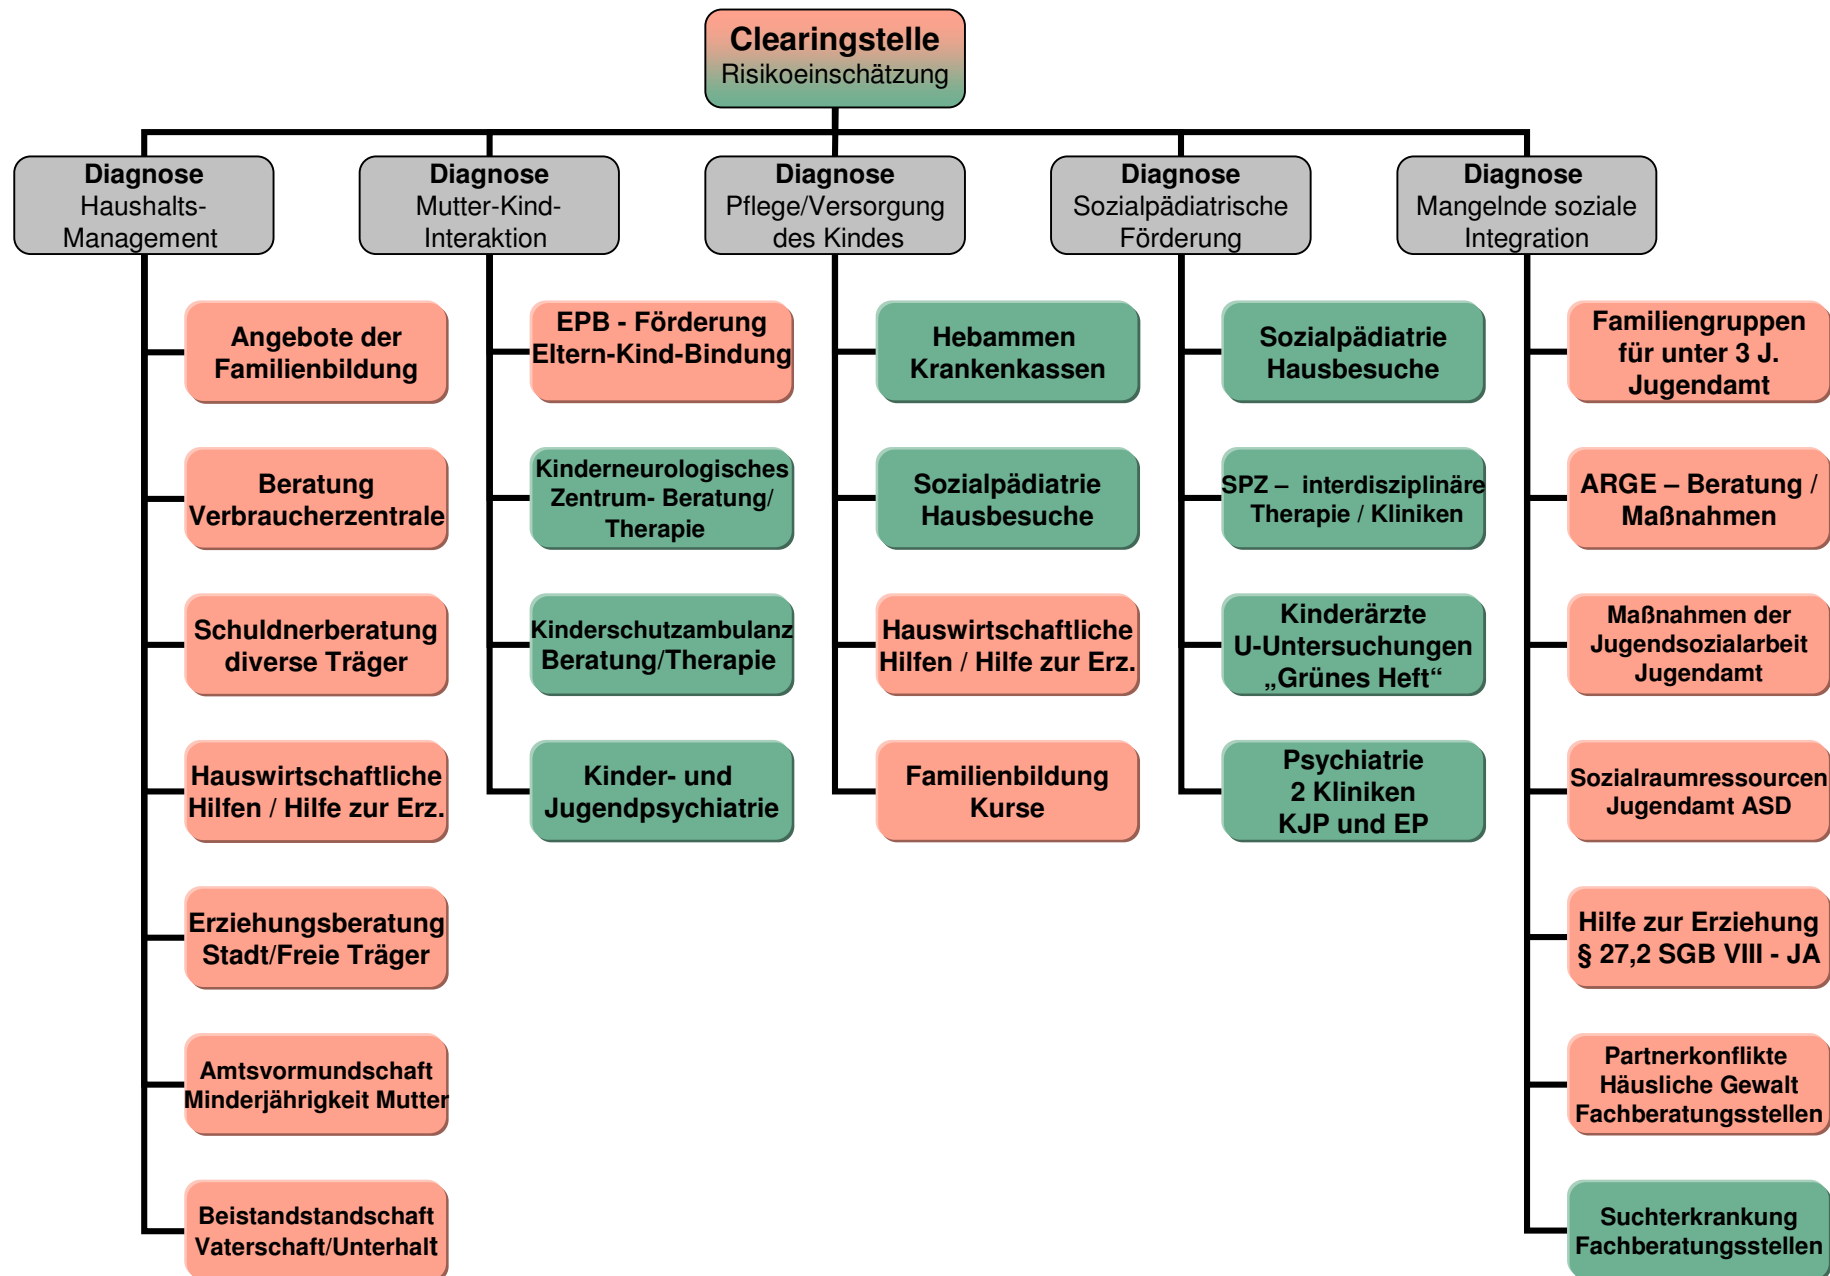 Clearingstelle
Risikoeinschätzung
Diagnose
Haushalts-
Management
Angebote der
Familienbildung
Beratung
Verbraucherzentrale
Schuldnerberatung
diverse Träger
Hauswirtschaftliche
Hilfen / Hilfe zur Erz.
Erziehungsberatung
Stadt/Freie Träger
Amtsvormundschaft
Minderjährigkeit Mutter
Beistandstandschaft
Vaterschaft/Unterhalt
Diagnose
Mutter-Kind-
Interaktion
EPB - Förderung
Eltern-Kind-Bindung
Kinderneurologisches
Zentrum- Beratung/
Therapie
Kinderschutzambulanz
Beratung/Therapie
Kinder- und
Jugendpsychiatrie
Diagnose
Pflege/Versorgung
des Kindes
Hebammen
Krankenkassen
Sozialpädiatrie
Hausbesuche
Hauswirtschaftliche
Hilfen / Hilfe zur Erz.
Familienbildung
Kurse
Diagnose
Sozialpädiatrische
Förderung
Sozialpädiatrie
Hausbesuche
SPZ – interdisziplinäre
Therapie / Kliniken
Kinderärzte
U-Untersuchungen
„Grünes Heft“
Psychiatrie
2 Kliniken
KJP und EP
Diagnose
Mangelnde soziale
Integration
Familiengruppen
für unter 3 J.
Jugendamt
ARGE – Beratung /
Maßnahmen
Maßnahmen der
Jugendsozialarbeit
Jugendamt
Sozialraumressourcen
Jugendamt ASD
Hilfe zur Erziehung
§ 27,2 SGB VIII - JA
Partnerkonflikte
Häusliche Gewalt
Fachberatungsstellen
Suchterkrankung
Fachberatungsstellen